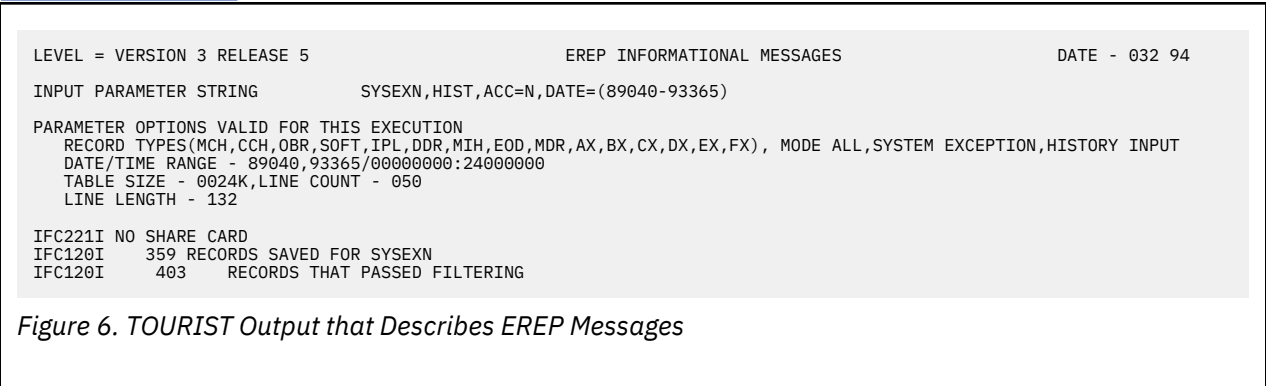 LEVEL = VERSION 3 RELEASE 5 EREP INFORMATIONAL MESSAGES DATE - 032 94
INPUT PARAMETER STRING SYSEXN,HIST,ACC=N,DATE=(89040-93365)
PARAMETER OPTIONS VALID FOR THIS EXECUTION
RECORD TYPES(MCH,CCH,OBR,SOFT,IPL,DDR,MIH,EOD,MDR,AX,BX,CX,DX,EX,FX), MODE ALL,SYSTEM EXCEPTION,HISTORY INPUT
DATE/TIME RANGE - 89040,93365/00000000:24000000
TABLE SIZE - 0024K,LINE COUNT - 050
LINE LENGTH - 132
IFC221I NO SHARE CARD
IFC120I 359 RECORDS SAVED FOR SYSEXN
IFC120I 403 RECORDS THAT PASSED FILTERING
Figure 6. TOURIST Output that Describes EREP Messages